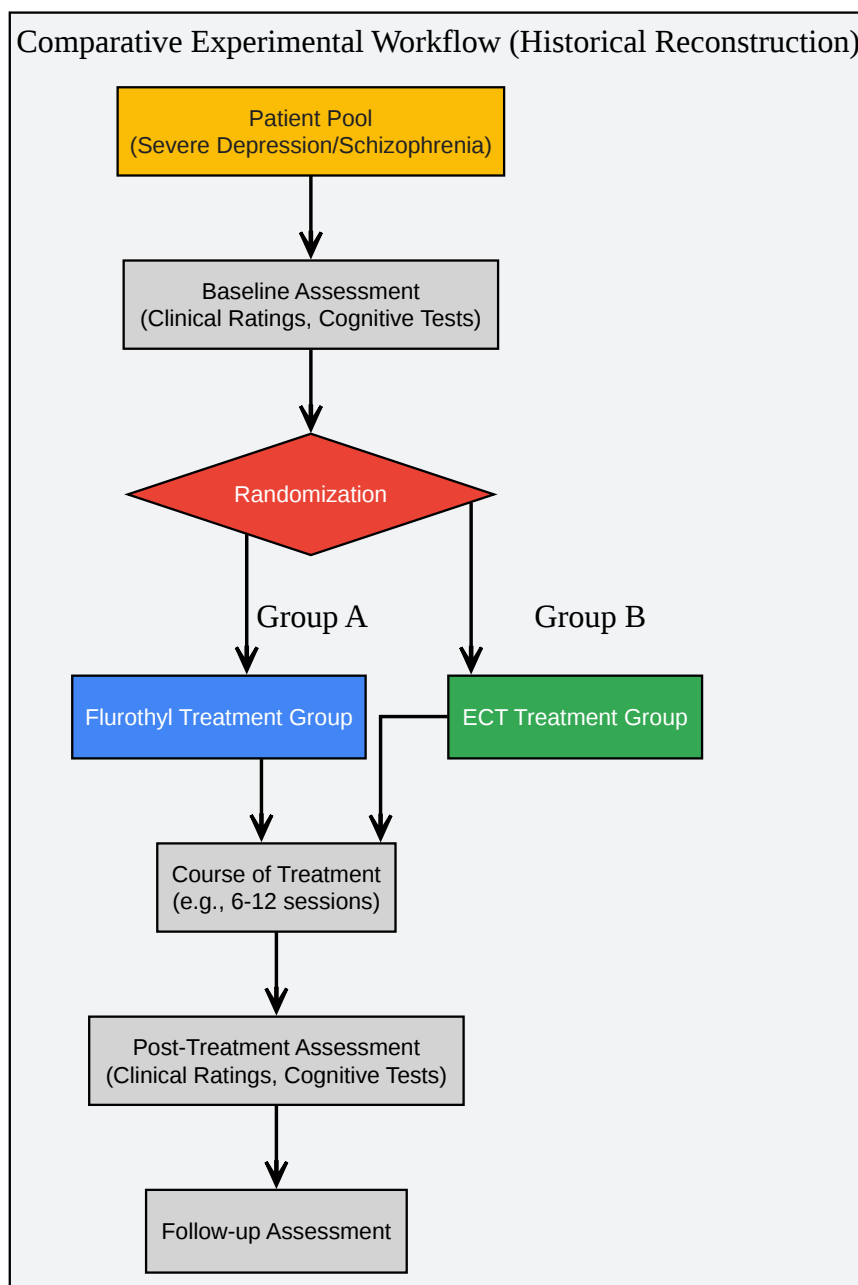 Comparative Experimental Workflow (Historical Reconstruction)
Patient Pool
(Severe Depression/Schizophrenia)
Baseline Assessment
(Clinical Ratings, Cognitive Tests)
Randomization
Group A
Group B
Flurothyl Treatment Group
ECT Treatment Group
Course of Treatment
(e.g., 6-12 sessions)
Post-Treatment Assessment
(Clinical Ratings, Cognitive Tests)
Follow-up Assessment